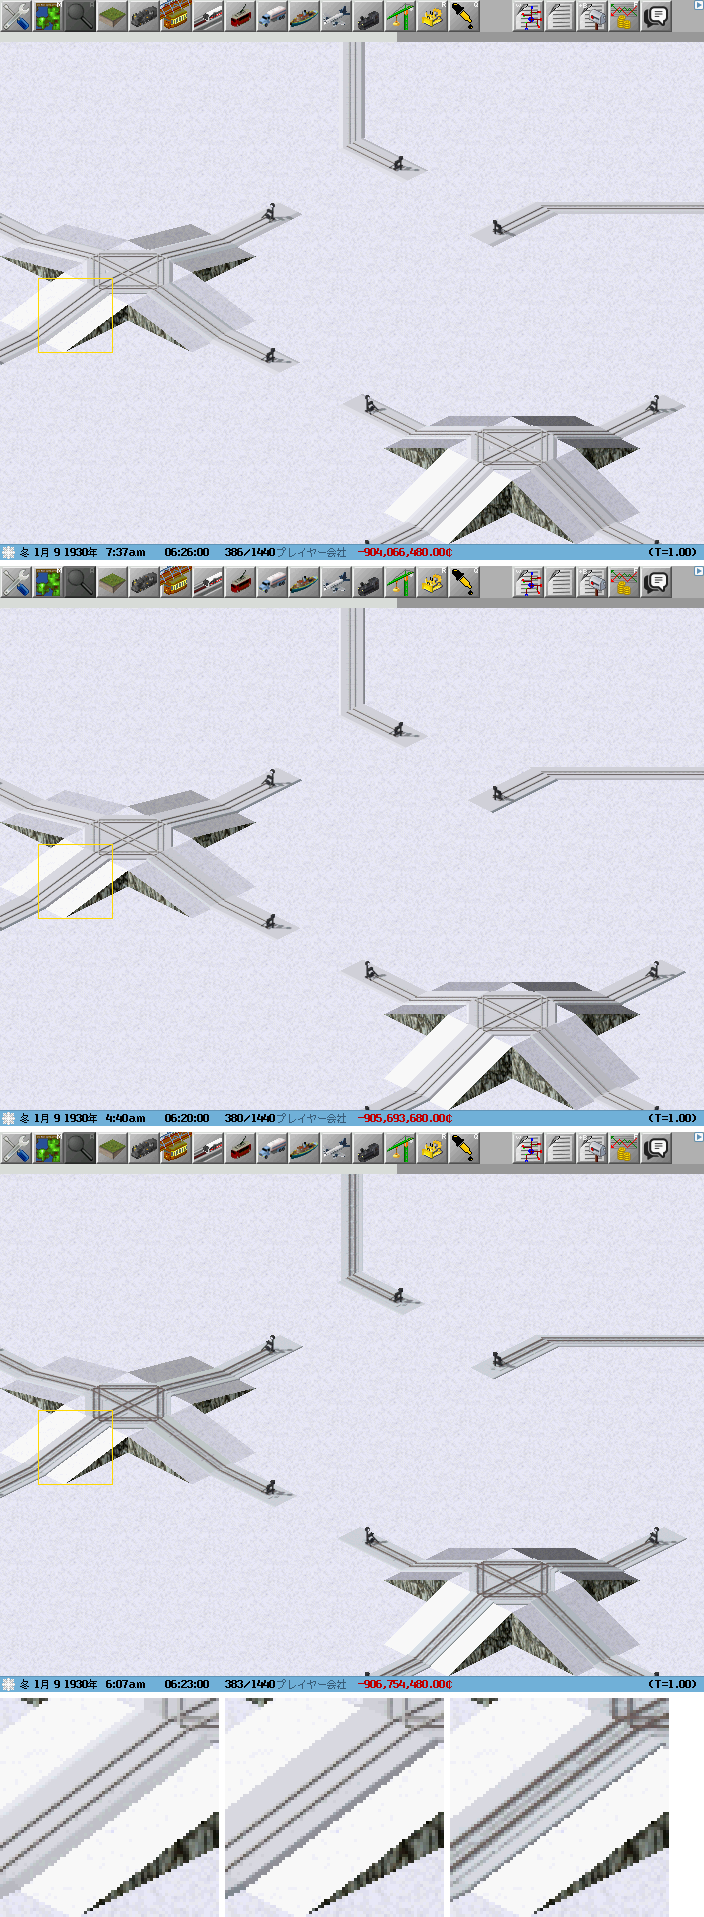 冬 1月 9 1930年 7:37am 06:26:00 386/1440 プレイヤー会社 -904,066,480.00¢ (T=1.00)
冬 1月 9 1930年 4:40am 06:20:00 380/1440 プレイヤー会社 -905,693,680.00¢ (T=1.00)
冬 1月 9 1930年 6:07am 06:23:00 383/1440 プレイヤー会社 -906,754,480.00¢ (T=1.00)